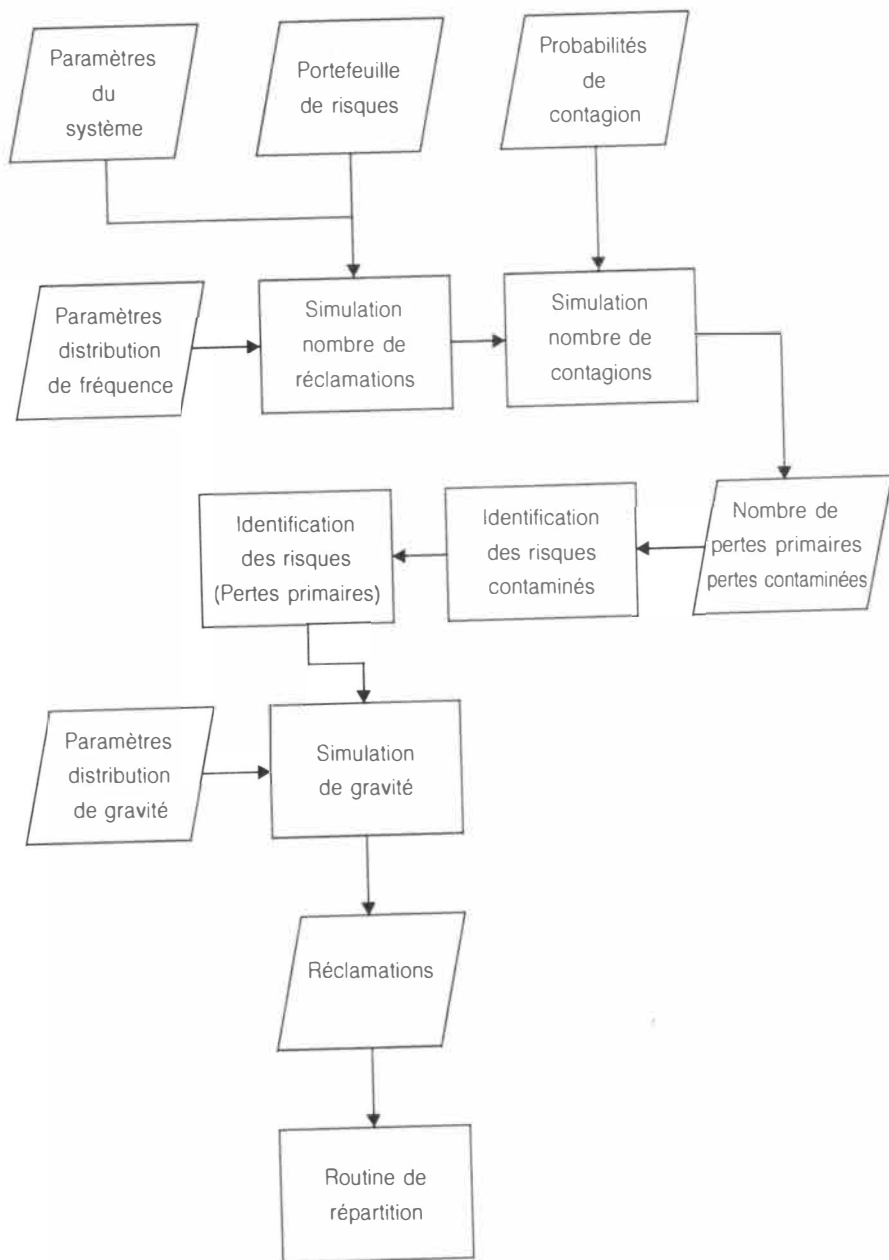 Paramètres
du
système
Portefeuille
de risques
Probabilités
de
contagion
Paramètres
distribution
de fréquence
Simulation
nombre de
réclamations
Simulation
nombre de
contagions
Identification
des risques
(Pertes primaires)
Identification
des risques
contaminés
Nombre de
pertes primaires
pertes contaminées
Paramètres
distribution
de gravité
Simulation
de gravité
Réclamations
Routine de
répartition